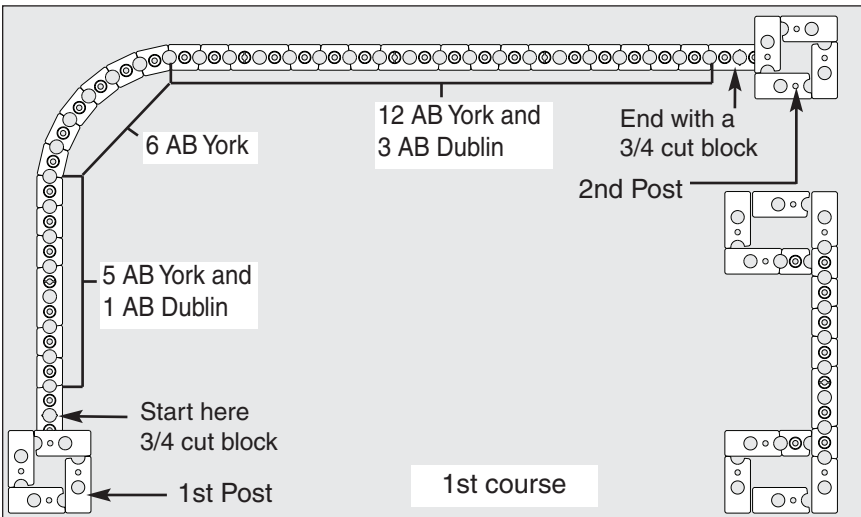 12 AB York and
3 AB Dublin
End with a
3/4 cut block
6 AB York
2nd Post
5 AB York and
1 AB Dublin
Start here
3/4 cut block
1st Post
1st course